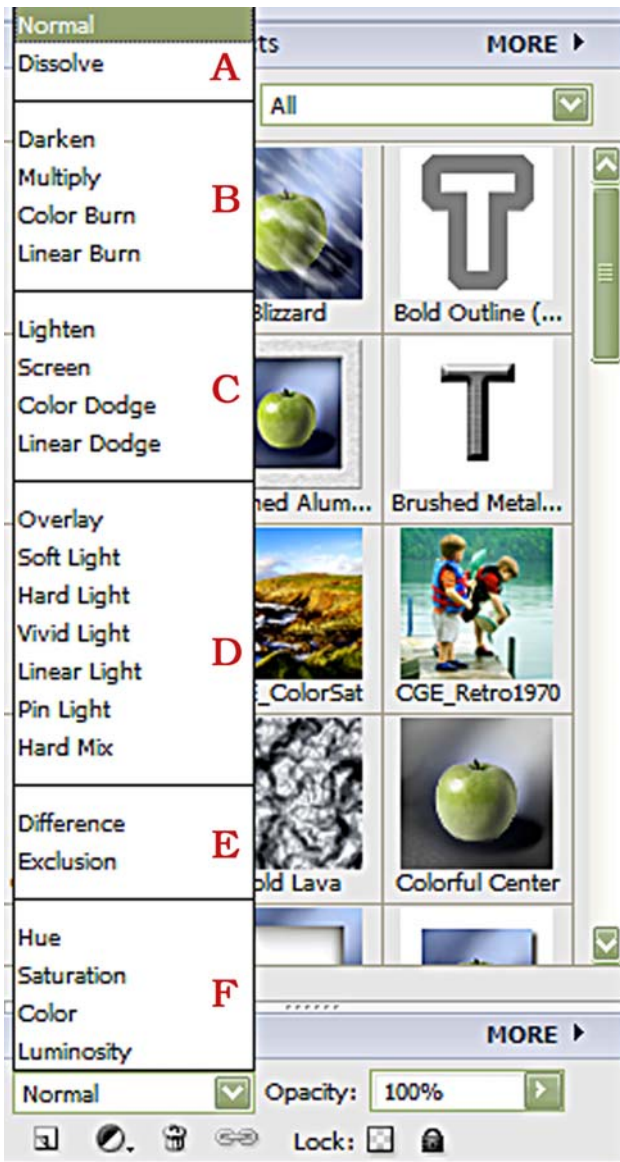 Normal
ts MORE
Dissolve A
All
Darken
Multiply
B
Color Burn
Linear Burn
Blizzard Bold Outline (...
Lighten
Screen
C
Color Dodge
Linear Dodge
T
hed Alum... Brushed Metal...
Overlay
Soft Light
Hard Light
Vivid Light
D
Linear Light
_ColorSat CGE_Retro1970
Pin Light
Hard Mix
Difference
E
Exclusion
old Lava Colorful Center
Hue
Saturation
F
Color
MORE
Luminosity
Normal Opacity: 100%
Lock: